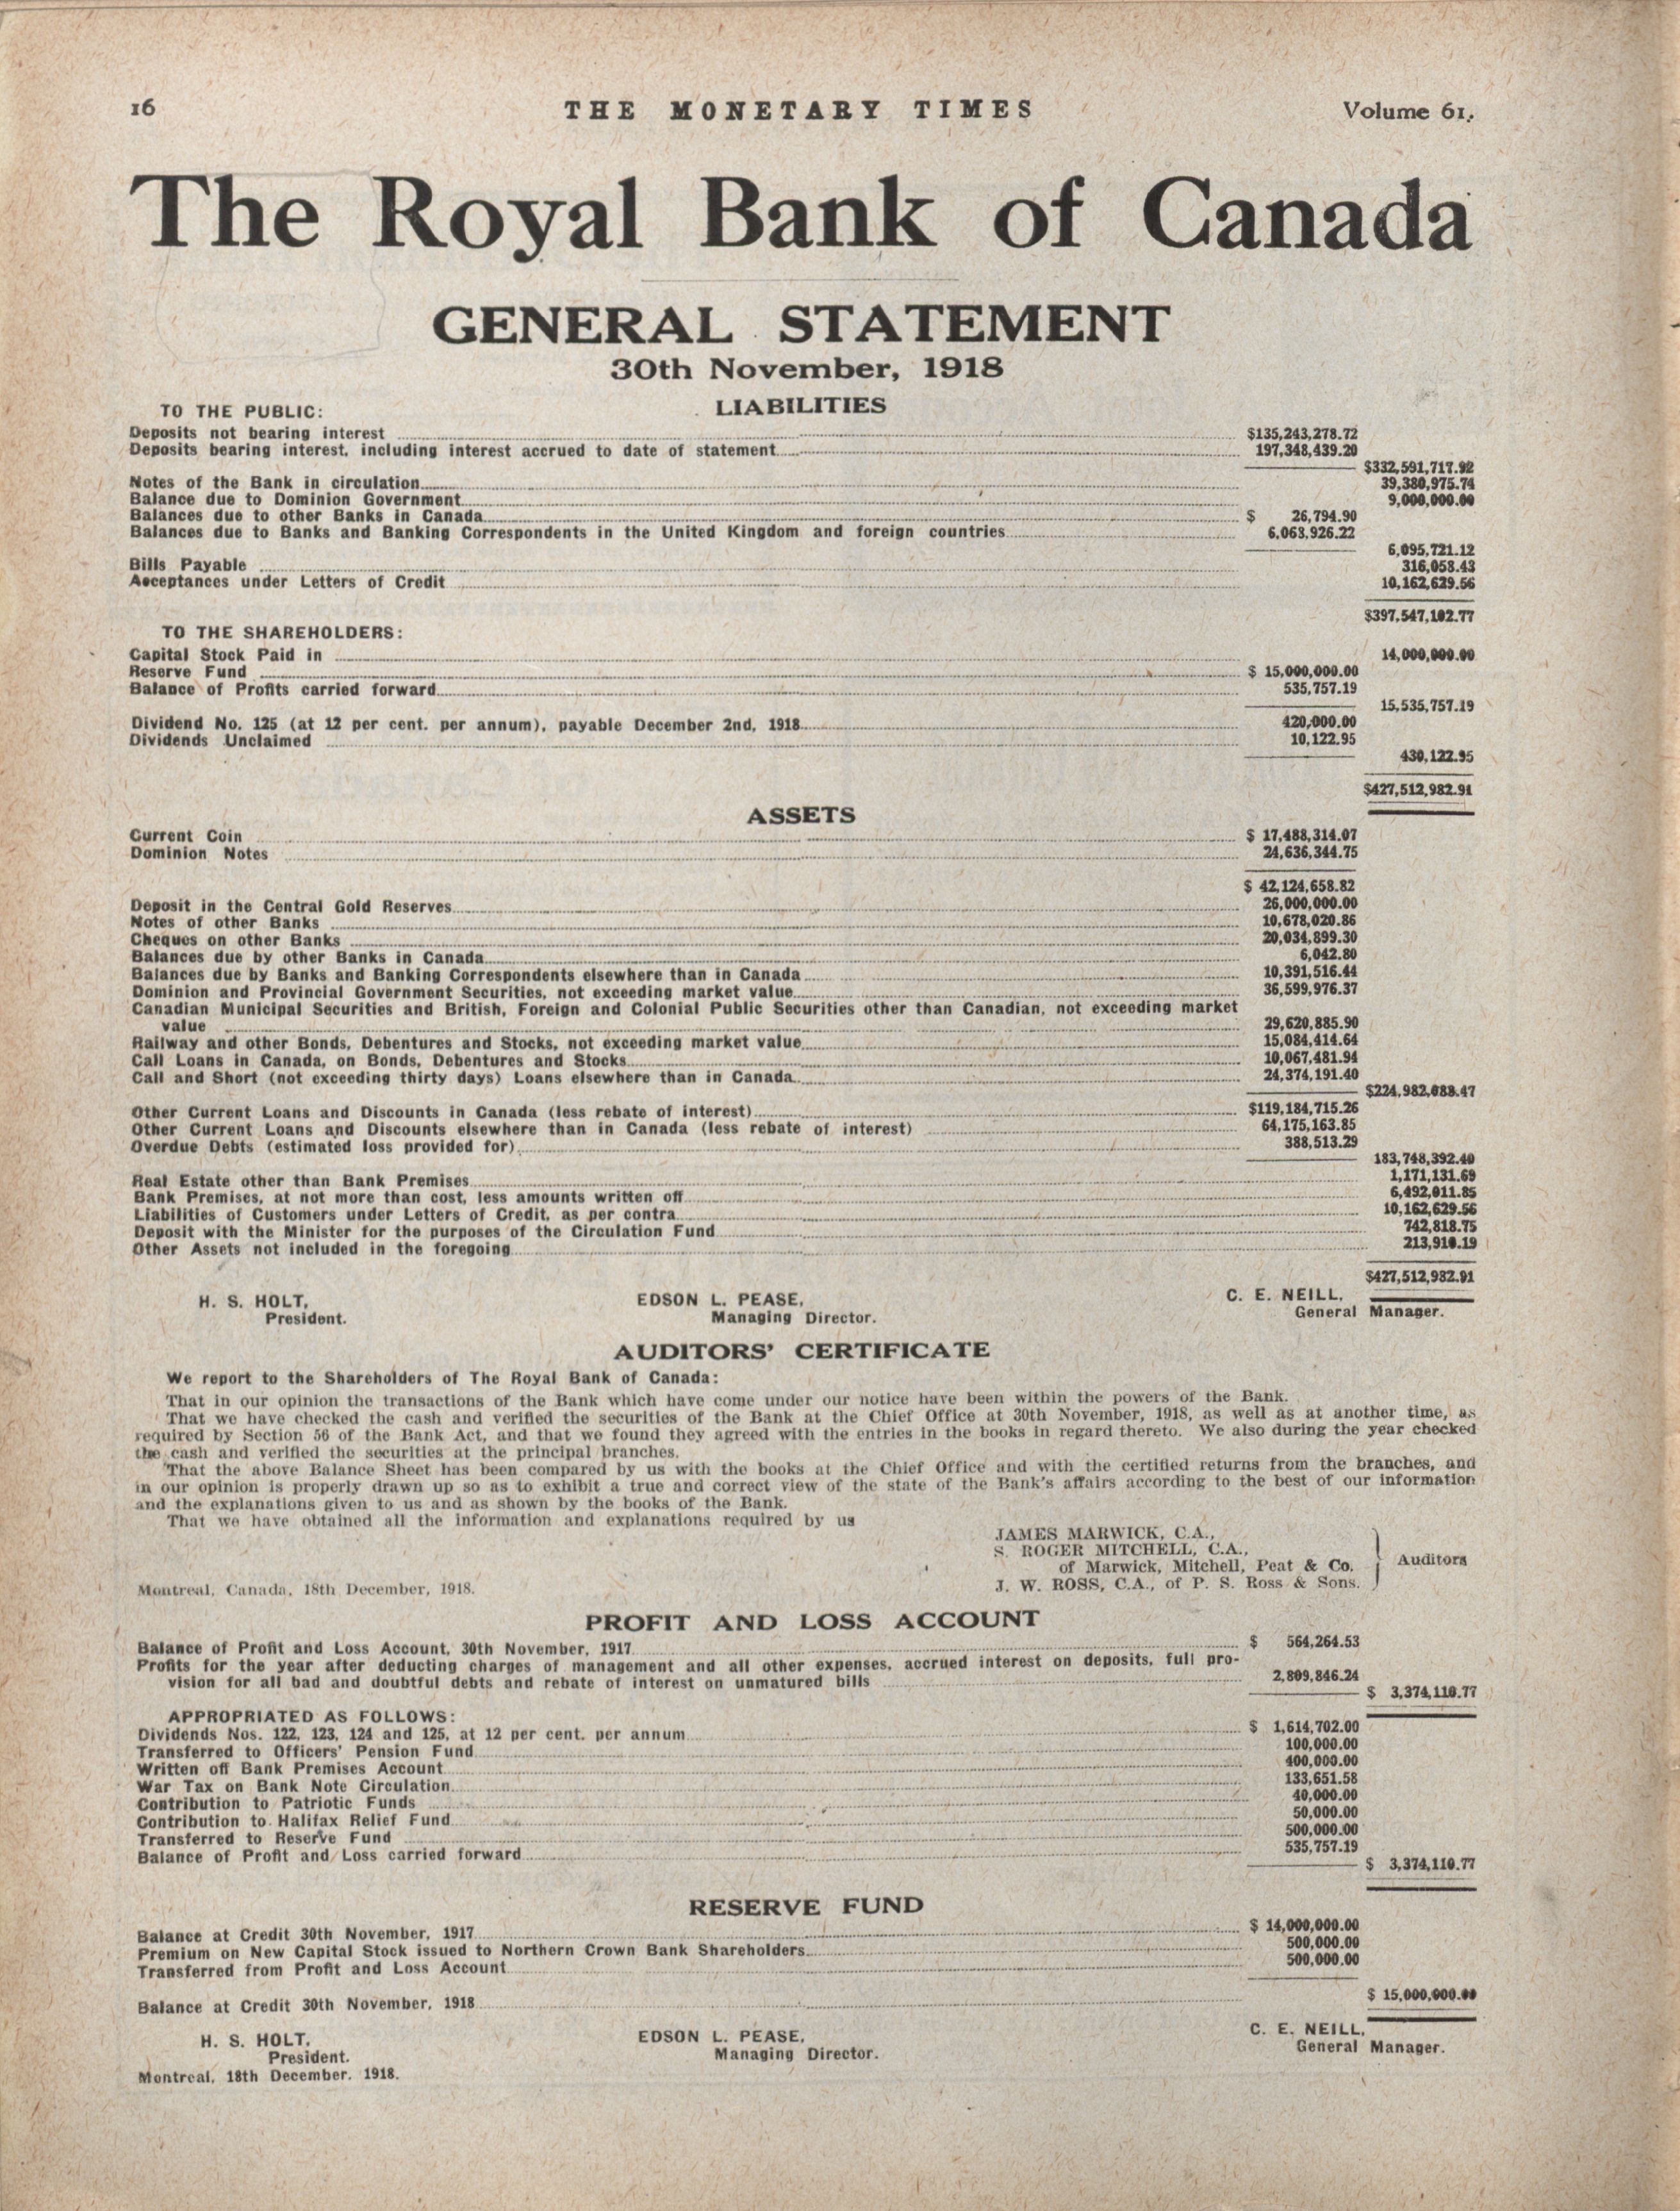 16
THE MONETARY TIMES
Volume 61.
The Royal Bank of Canada
GENERAL STATEMENT
30th November, 1918
LIABILITIES
TO THE PUBLIC:
Deposits not bearing interest $135,243,278.72
Deposits bearing interest, including interest accrued to date of statement 197,348,439.20
$332,591,717.92
Notes of the Bank in circulation 39,380,975.74
Balance due to Dominion Government 9,000,000.00
Balances due to other Banks in Canada $ 26,794.90
Balances due to Banks and Banking Correspondents in the United Kingdom and foreign countries 6,068,926.22
6,095,721.12
Bills Payable 316,058.43
Acceptances under Letters of Credit 10,162,629.56
$397,547,102.77
TO THE SHAREHOLDERS:
Capital Stock Paid in 14,000,000.00
Reserve Fund $ 15,000,000.00
Balance of Profits carried forward 535,757.19
15,535,757.19
Dividend No. 125 (at 12 per cent. per annum), payable December 2nd, 1918 420,000.00
Dividends Unclaimed 10,122.95
430,122.95
$427,512,982.91
ASSETS
Current Coin $ 17,488,314.07
Dominion Notes 24,636,344.75
$ 42,124,658.82
Deposit in the Central Gold Reserves 26,000,000.00
Notes of other Banks 10,678,020.86
Cheques on other Banks 20,034,899.30
Balances due by other Banks in Canada 6,042.80
Balances due by Banks and Banking Correspondents elsewhere than in Canada 10,391,516.44
Dominion and Provincial Government Securities, not exceeding market value 36,599,976.37
Canadian Municipal Securities and British, Foreign and Colonial Public Securities other than Canadian, not exceeding market
value 29,620,885.90
Railway and other Bonds, Debentures and Stocks, not exceeding market value 15,084,414.64
Call Loans in Canada, on Bonds, Debentures and Stocks 10,067,481.94
Call and Short (not exceeding thirty days) Loans elsewhere than in Canada 24,374,191.40
$224,982,088.47
Other Current Loans and Discounts in Canada (less rebate of interest) $119,184,715.26
Other Current Loans and Discounts elsewhere than in Canada (less rebate of interest) 64,175,163.85
Overdue Debts (estimated loss provided for) 388,513.29
183,748,392.40
Real Estate other than Bank Premises 1,171,131.69
Bank Premises, at not more than cost, less amounts written off 6,492,011.85
Liabilities of Customers under Letters of Credit, as per contra 10,162,629.56
Deposit with the Minister for the purposes of the Circulation Fund 742,818.75
Other Assets not included in the foregoing 213,910.19
$427,512,982.91
H. S. HOLT, EDSON L. PEASE, C. E. NEILL,
President. Managing Director. General Manager.
AUDITORS' CERTIFICATE
We report to the Shareholders of The Royal Bank of Canada:
That in our opinion the transactions of the Bank which have come under our notice have been within the powers of the Bank.
That we have checked the cash and verified the securities of the Bank at the Chief Office at 30th November, 1918, as well as at another time, as
required by Section 56 of the Bank Act, and that we found they agreed with the entries in the books in regard thereto. We also during the year checked
the cash and verified the securities at the principal branches.
That the above Balance Sheet has been compared by us with the books at the Chief Office and with the certified returns from the branches, and
in our opinion is properly drawn up so as to exhibit a true and correct view of the state of the Bank's affairs according to the best of our information
and the explanations given to us and as shown by the books of the Bank.
That we have obtained all the information and explanations required by us
JAMES MARWICK, C.A.,
S. ROGER MITCHELL, C.A.,
of Marwick, Mitchell, Peat & Co.
Auditors
J. W. ROSS, C.A., of P. S. Ross & Sons.
Montreal, Canada, 18th December, 1918.
PROFIT AND LOSS ACCOUNT
Balance of Profit and Loss Account, 30th November, 1917 $ 564,264.53
Profits for the year after deducting charges of management and all other expenses, accrued interest on deposits, full pro-
vision for all bad and doubtful debts and rebate of interest on unmatured bills 2,809,846.24
$ 3,374,110.77
APPROPRIATED AS FOLLOWS:
Dividends Nos. 122, 123, 124 and 125, at 12 per cent. per annum $ 1,614,702.00
Transferred to Officers' Pension Fund 100,000.00
Written off Bank Premises Account 400,000.00
War Tax on Bank Note Circulation 133,651.58
Contribution to Patriotic Funds 40,000.00
Contribution to Halifax Relief Fund 50,000.00
Transferred to Reserve Fund 500,000.00
Balance of Profit and Loss carried forward 535,757.19
$ 3,374,110.77
RESERVE FUND
Balance at Credit 30th November, 1917 $ 14,000,000.00
Premium on New Capital Stock issued to Northern Crown Bank Shareholders 500,000.00
Transferred from Profit and Loss Account 500,000.00
Balance at Credit 30th November, 1918 $ 15,000,000.00
H. S. HOLT, EDSON L. PEASE, C. E. NEILL,
President. Managing Director. General Manager.
Montreal, 18th December, 1918.